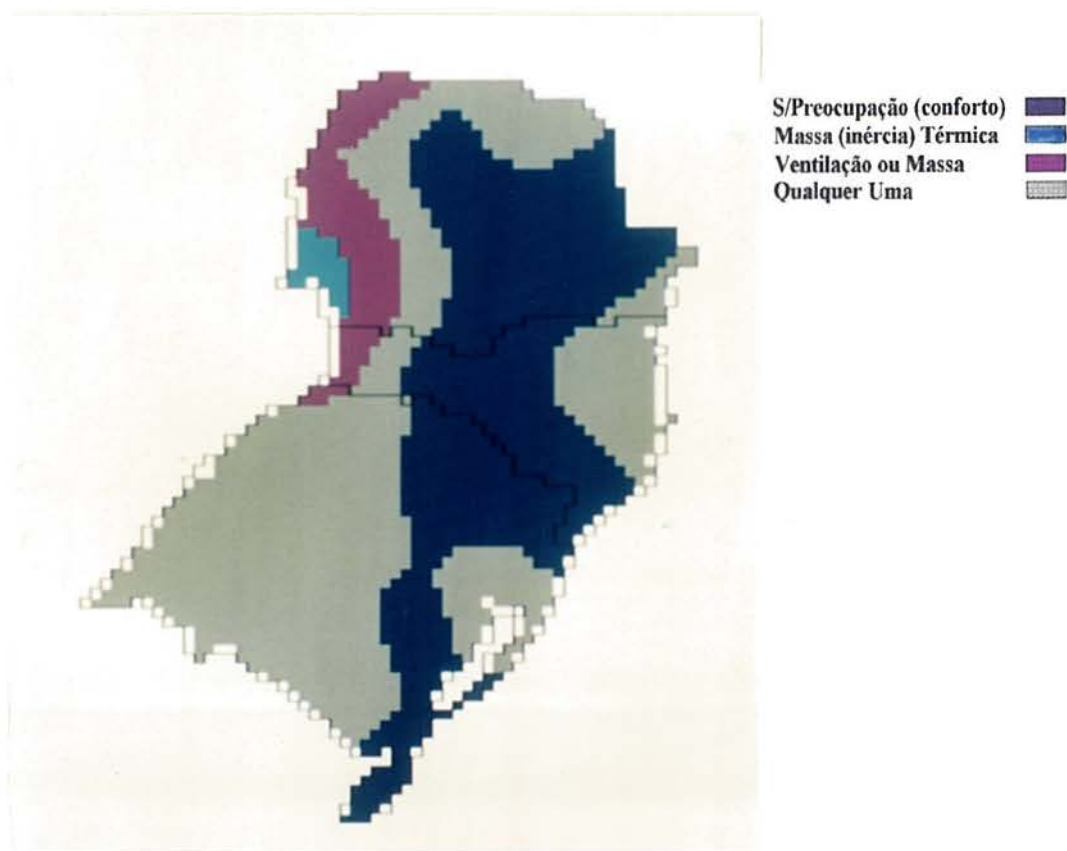 S/Preocupação (conforto)
Massa (inércia) Térmica
Ventilação ou Massa
Qualquer Uma